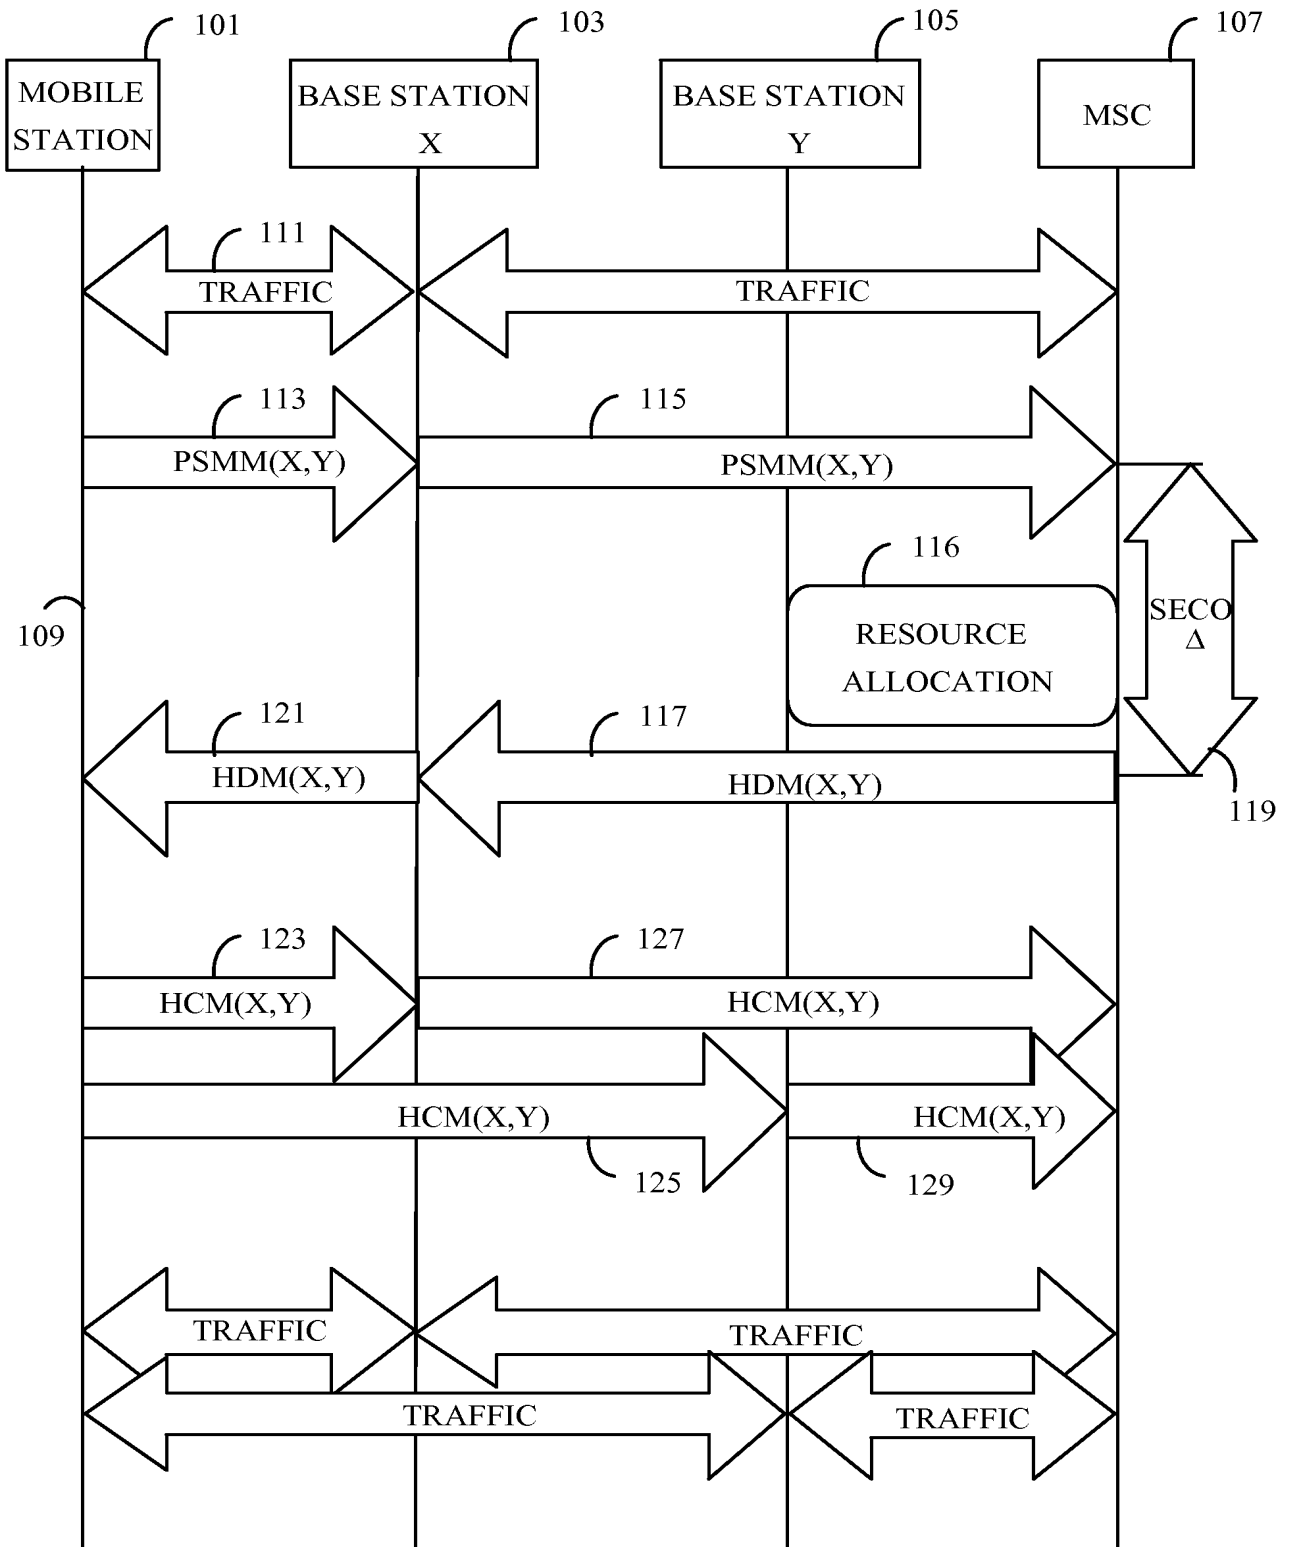 101
103
105
107
MOBILE
STATION
BASE STATION
X
BASE STATION
Y
MSC
111
TRAFFIC
TRAFFIC
113
115
PSMM(X,Y)
PSMM(X,Y)
116
RESOURCE
ALLOCATION
SECO
Δ
109
121
117
HDM(X,Y)
HDM(X,Y)
119
123
127
HCM(X,Y)
HCM(X,Y)
HCM(X,Y)
HCM(X,Y)
125
129
TRAFFIC
TRAFFIC
TRAFFIC
TRAFFIC